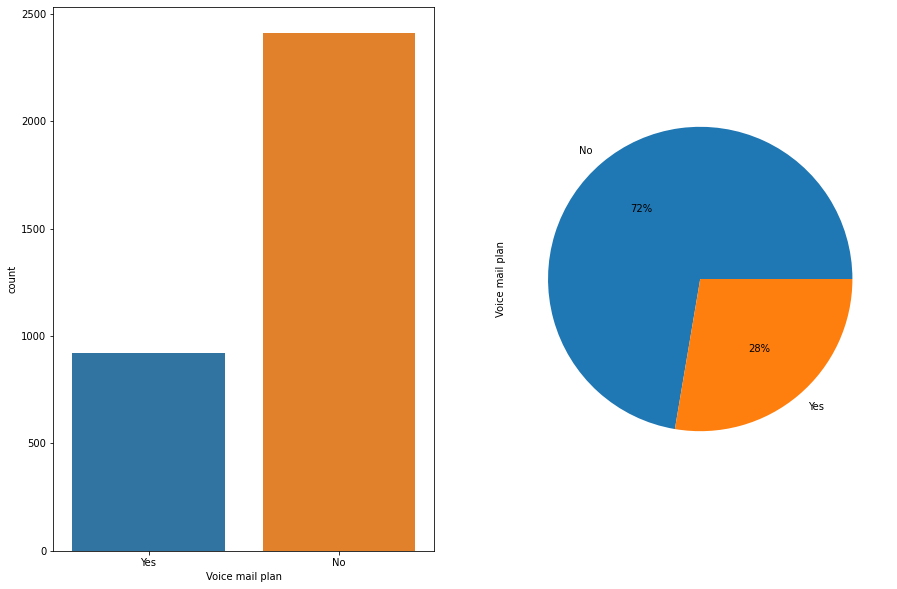 2500
2000
1500
1000
500
0
count
Yes
No
Voice mail plan
Voice mail plan
No
72%
28%
Yes